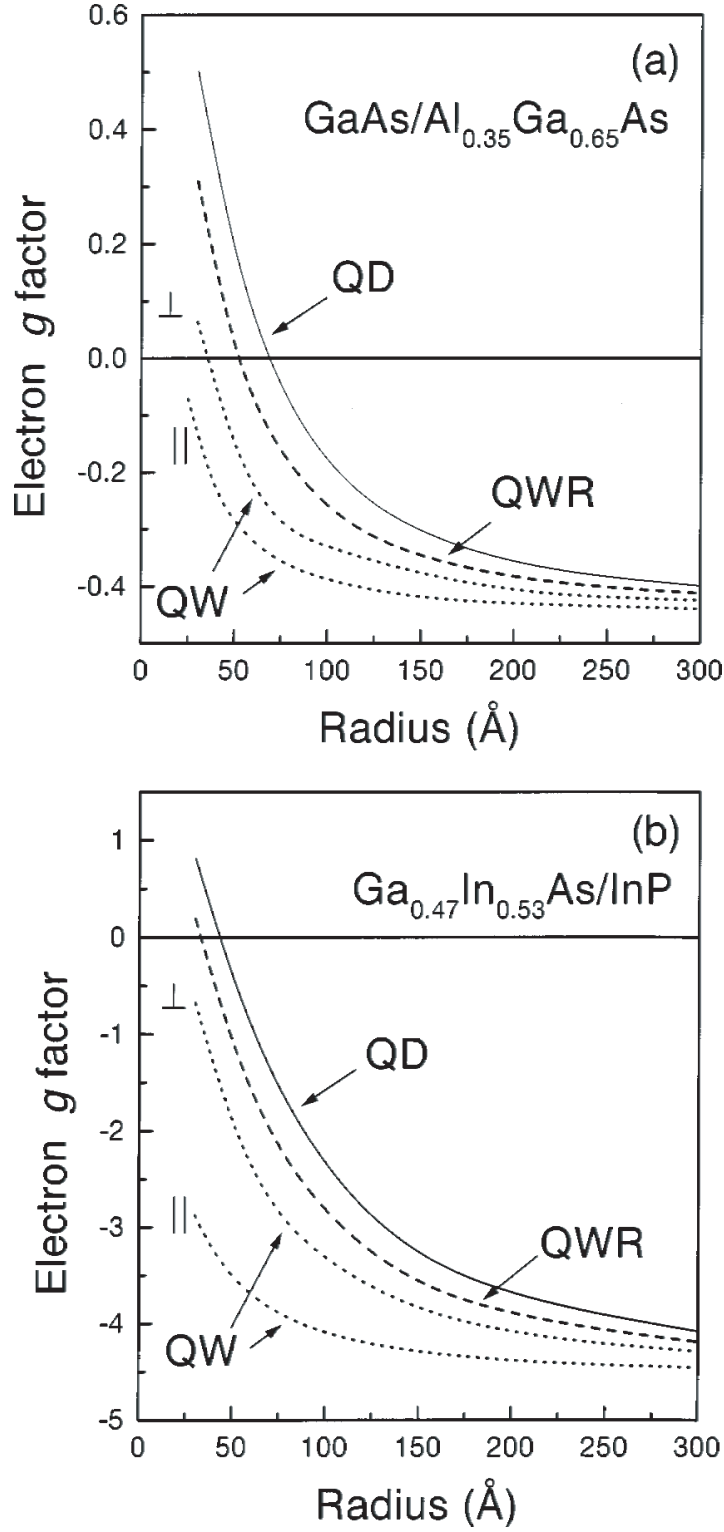 (a)
GaAs/Al0.35Ga0.65As
0.6
0.4
0.2
0.0
-0.2
-0.4
Electron g factor
⊥
||
QD
QWR
QW
0 50 100 150 200 250 300
Radius (Å)
(b)
Ga0.47In0.53As/InP
1
0
-1
-2
-3
-4
-5
Electron g factor
⊥
||
QD
QWR
QW
0 50 100 150 200 250 300
Radius (Å)